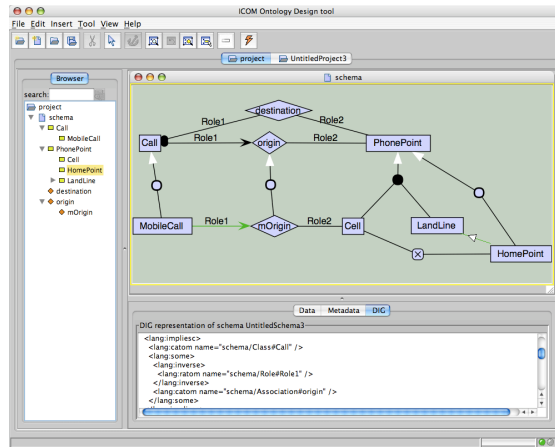 ICOM Ontology Design tool
File Edit Insert Tool View Help
project UntitledProject3
Browser
search:
project
schema
Call
MobileCall
PhonePoint
Cell
HomePoint
LandLine
destination
origin
mOrigin
schema
destination
Role1 Role2
Call Role1 origin Role2 PhonePoint
MobileCall Role1 mOrigin Role2 Cell LandLine
HomePoint
Data Metadata DIG
DIG representation of schema UntitledSchema3
<lang:impliesc>
<lang:catom name="schema/Class#Call" />
<lang:some>
<lang:inverse>
<lang:ratom name="schema/Role#Role1" />
</lang:inverse>
<lang:catom name="schema/Association#origin" />
</lang:some>